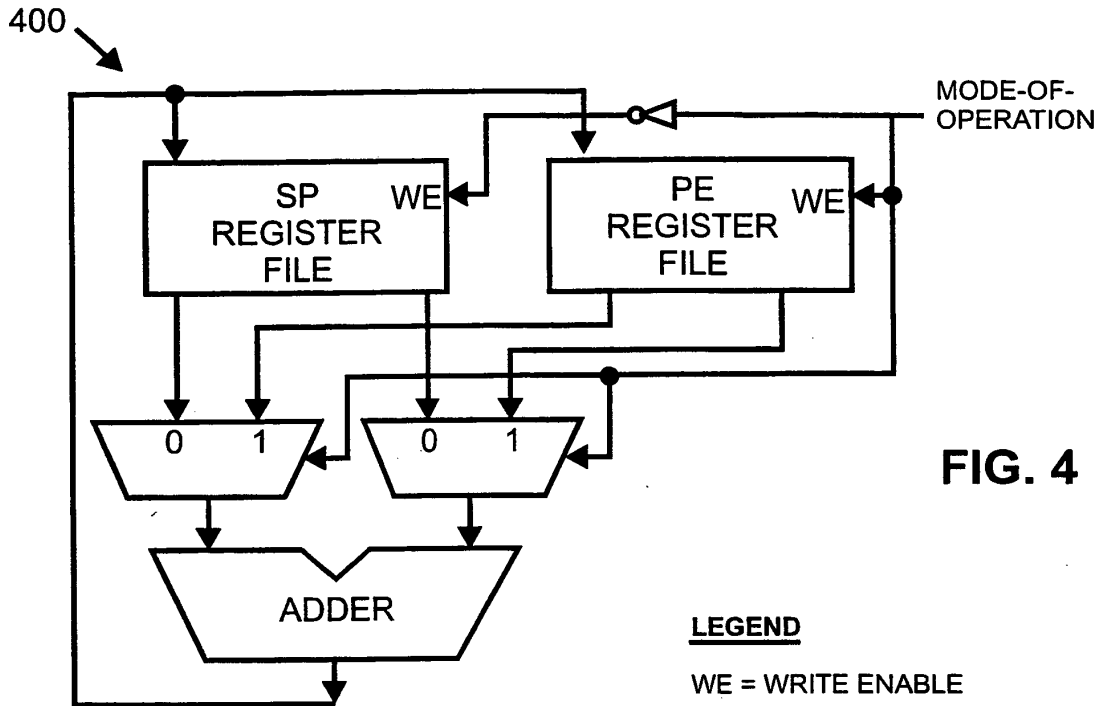 400
MODE-OF-
OPERATION
SP
REGISTER
FILE
WE
PE
REGISTER
FILE
WE
0
1
0
1
ADDER
FIG. 4
LEGEND
WE = WRITE ENABLE